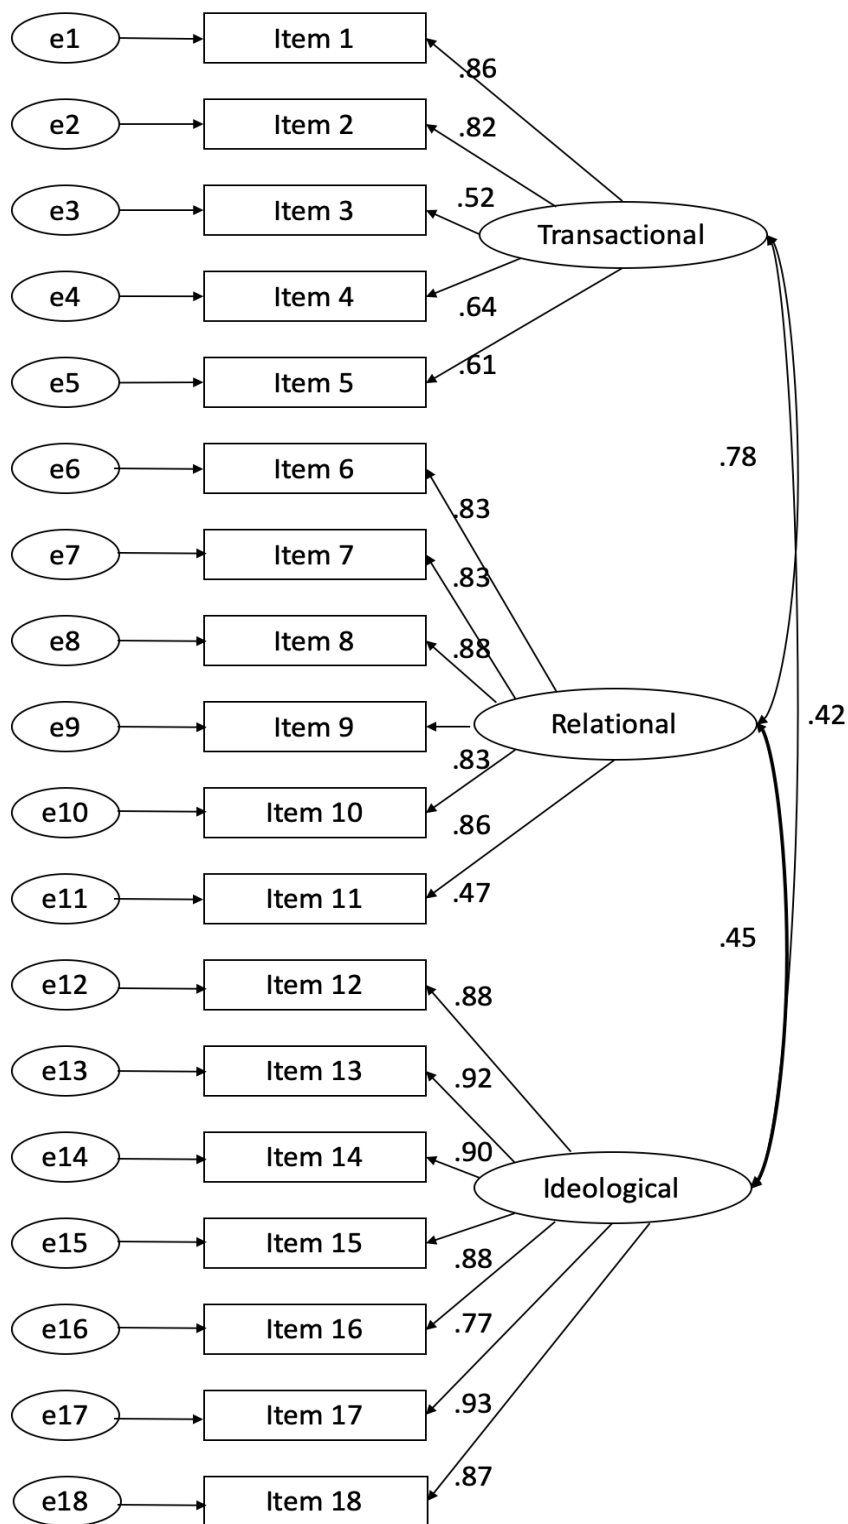 e1 Item 1
.86
e2 Item 2 .82
e3 Item 3 .52
Transactional
e4 Item 4 .64
e5 Item 5 .61
.78
e6 Item 6
.83
e7 Item 7 .83
e8 Item 8 .88
e9 Item 9 Relational .42
.83
e10 Item 10 .86
e11 Item 11 .47
.45
e12 Item 12 .88
e13 Item 13 .92
e14 Item 14 .90
Ideological
e15 Item 15 .88
e16 Item 16 .77
e17 Item 17 .93
.87
e18 Item 18